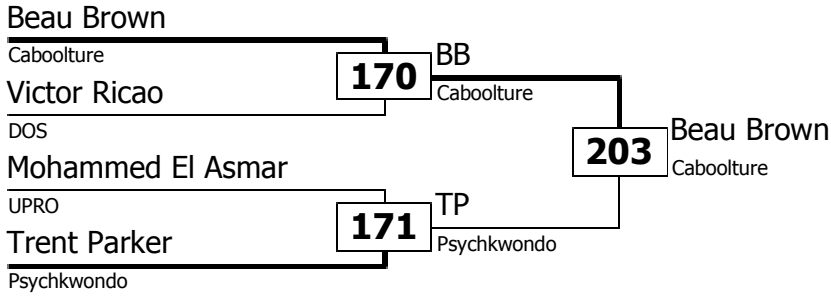 Beau Brown
Caboolture
170
BB
Caboolture
Victor Ricao
DOS
203
Beau Brown
Caboolture
Mohammed El Asmar
UPRO
171
TP
Psychkwondo
Trent Parker
Psychkwondo